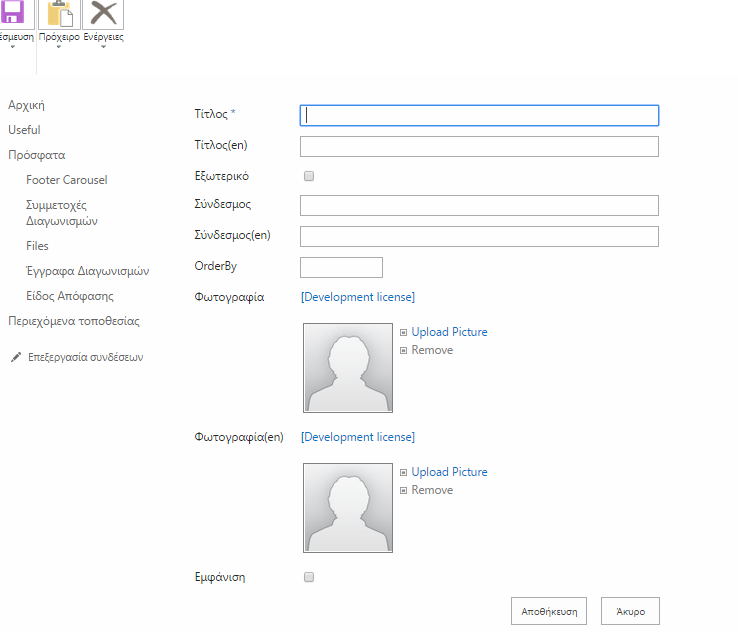 Πρόχειρο Ενέργειες
Αρχική
Useful
Πρόσφατα
Footer Carousel
Συμμετοχές
Διαγωνισμών
Files
Έγγραφα Διαγωνισμών
Είδος Απόφασης
Περιεχόμενα τοποθεσίας
Επεξεργασία συνδέσεων
Τίτλος *
Τίτλος(en)
Εξωτερικό
Σύνδεσμος
Σύνδεσμος(en)
OrderBy
Φωτογραφία [Development license]
Upload Picture
Remove
Φωτογραφία(en) [Development license]
Upload Picture
Remove
Εμφάνιση
Αποθήκευση Άκυρο